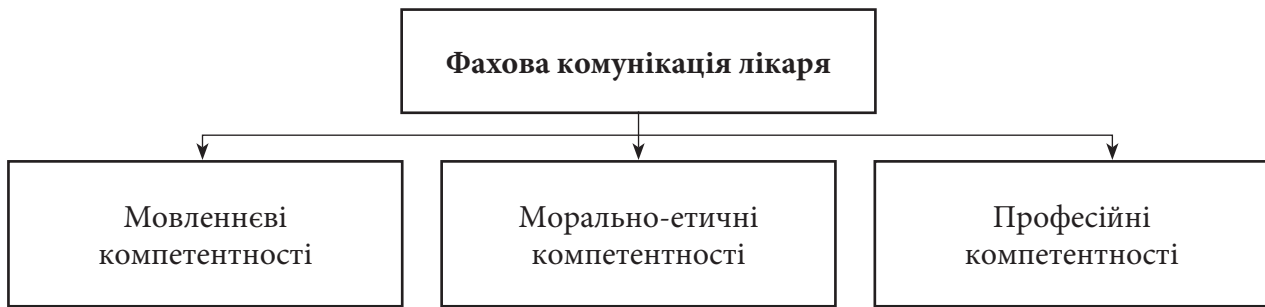 Фахова комунікація лікаря
Мовленнєві
компетентності
Морально-етичні
компетентності
Професійні
компетентності